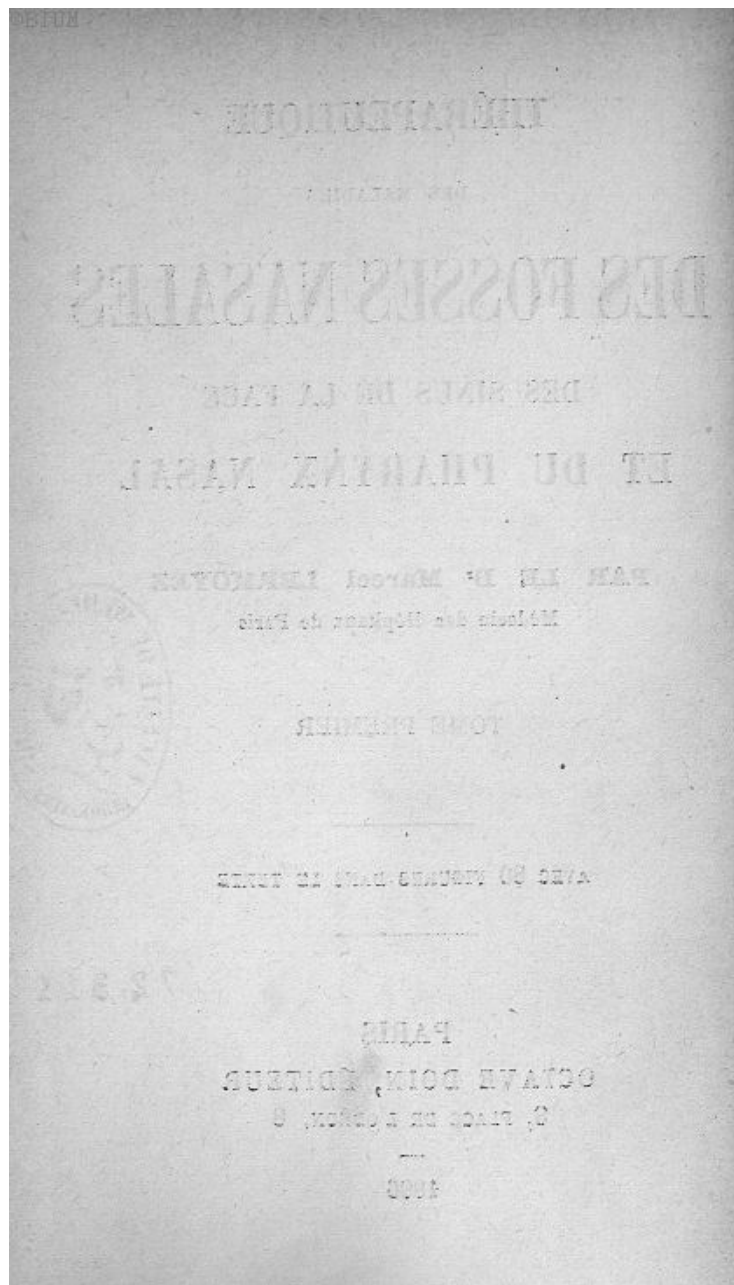 ©BIUM
THÉRAPEUTIQUE
DES MALADIES
DES FOSSES NASALES
DES SINUS DE LA FACE
ET DU PHARYNX NASAL
PAR LE Dr Marcel LERMOYEZ
Médecin des Hôpitaux de Paris
TOME PREMIER
AVEC 80 FIGURES DANS LE TEXTE
PARIS
OCTAVE DOIN, ÉDITEUR
8, PLACE DE L'ODÉON, 8